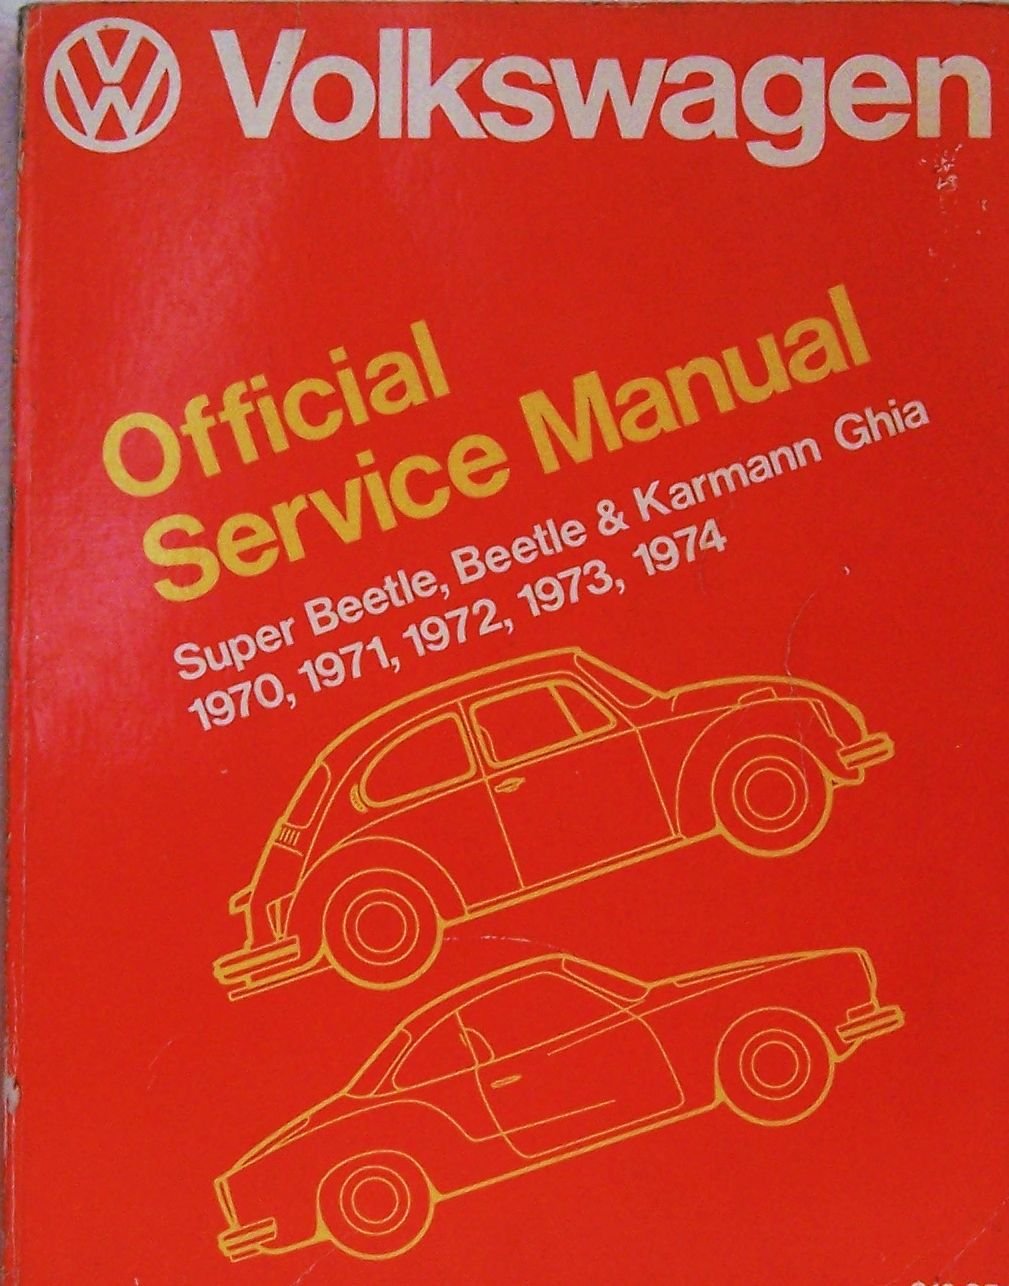 Volkswagen
Official
Service Manual
Super Beetle, Beetle & Karmann Ghia
1970, 1971, 1972, 1973, 1974